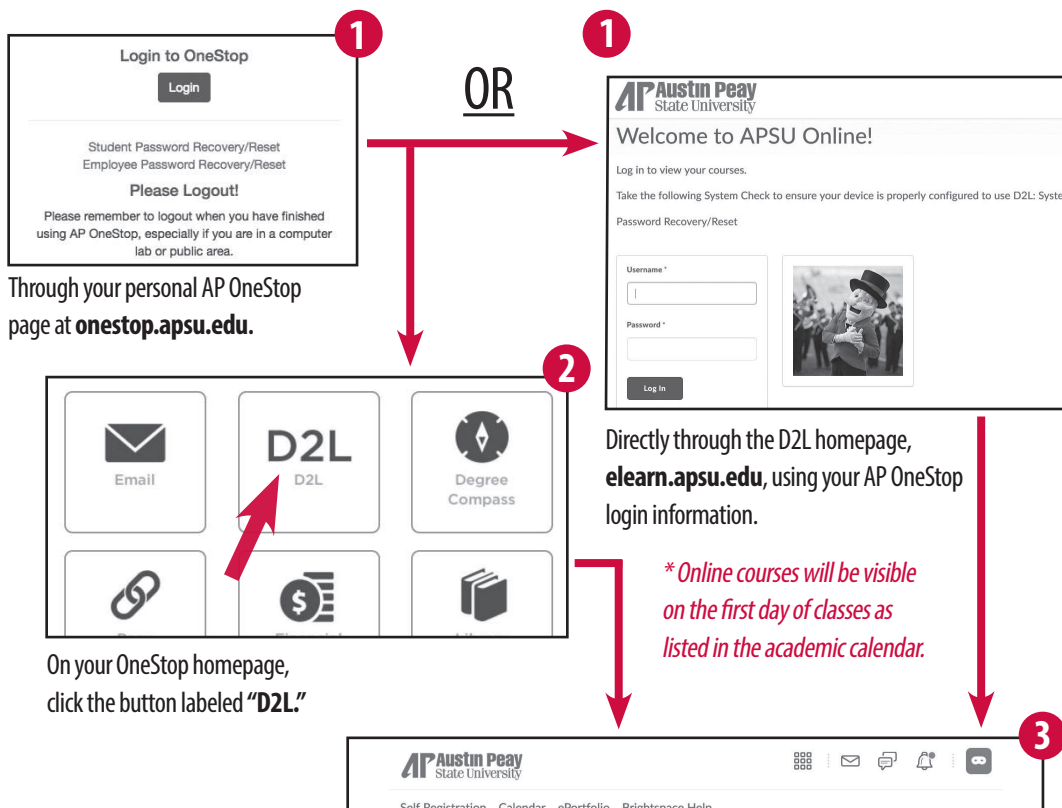 1
Login to OneStop
Login
Student Password Recovery/Reset
Employee Password Recovery/Reset
Please Logout!
Please remember to logout when you have finished
using AP OneStop, especially if you are in a computer
lab or public area.
Through your personal AP OneStop
page at onestop.apsu.edu.
OR
1
AP Austin Peay
State University
Welcome to APSU Online!
Log in to view your courses.
Take the following System Check to ensure your device is properly configured to use D2L: Syste
Password Recovery/Reset
Username *
Password *
Log In
Directly through the D2L homepage,
elearn.apsu.edu, using your AP OneStop
login information.
2
Email
D2L
D2L
Degree
Compass
On your OneStop homepage,
click the button labeled “D2L.”
* Online courses will be visible
on the first day of classes as
listed in the academic calendar.
3
AP Austin Peay
State University
Self Registration Calendar ePortfolio Brightspace Help